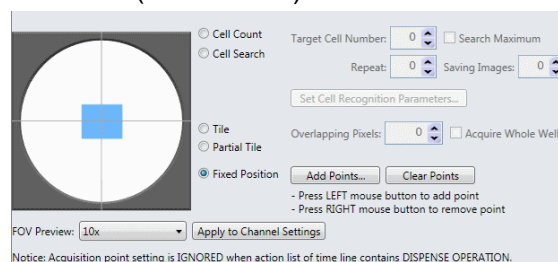 Cell Count
Target Cell Number: 0 Search Maximum
Cell Search
Repeat: 0 Saving Images: 0
Set Cell Recognition Parameters...
Tile
Overlapping Pixels: 0 Acquire Whole Well
Partial Tile
Fixed Position Add Points... Clear Points
- Press LEFT mouse button to add point
- Press RIGHT mouse button to remove point
FOV Preview: 10x Apply to Channel Settings
Notice: Acquisition point setting is IGNORED when action list of time line contains DISPENSE OPERATION.